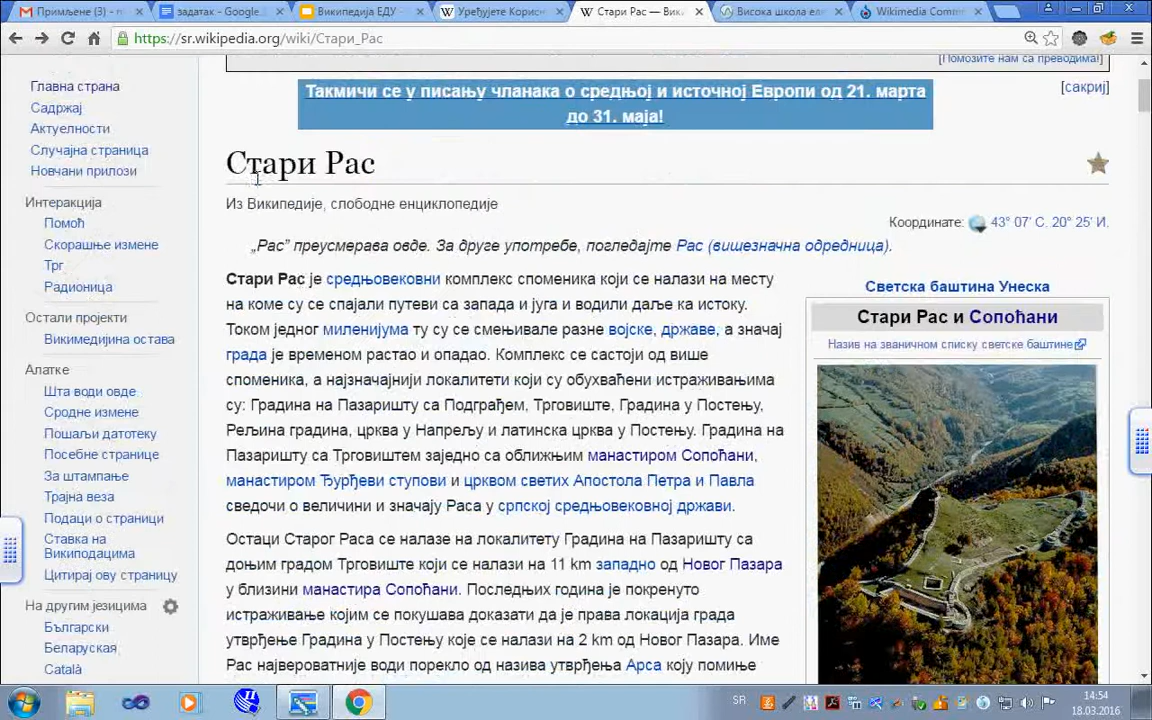 Примљене (3) - m
задатак - Google
Википедија ЕДУ -
Уређујете Корисн
Стари Рас — Вик
Висока школа еле
Wikimedia Comm
https://sr.wikipedia.org/wiki/Стари_Рас
[Помозите нам са преводима!]
Такмичи се у писању чланака о средњој и источној Европи од 21. марта
до 31. маја!
[сакриј]
Главна страна
Садржај
Актуелности
Случајна страница
Новчани прилози
Интеракција
Помоћ
Скорашње измене
Трг
Радионица
Остали пројекти
Викимедијина остава
Алатке
Шта води овде
Сродне измене
Пошаљи датотеку
Посебне странице
За штампање
Трајна веза
Подаци о страници
Ставка на
Википодацима
Цитирај ову страницу
На другим језицима
Български
Беларуская
Català
Стари Рас
Из Википедије, слободне енциклопедије
Координате: 43° 07′ С. 20° 25′ И.
„Рас” преусмерава овде. За друге употребе, погледајте Рас (вишезначна одредница).
Стари Рас је средњовековни комплекс споменика који се налази на месту
на коме су се спајали путеви са запада и југа и водили даље ка истоку.
Током једног миленијума ту су се смењивале разне војске, државе, а значај
града је временом растао и опадао. Комплекс се састоји од више
споменика, а најзначајнији локалитети који су обухваћени истраживањима
су: Градина на Пазаришту са Подграђем, Трговиште, Градина у Постењу,
Рељина градина, црква у Напрељу и латинска црква у Постењу. Градина на
Пазаришту са Трговиштем заједно са оближњим манастиром Сопоћани,
манастиром Ђурђеви ступови и црквом светих Апостола Петра и Павла
сведочи о величини и значају Раса у српској средњовековној држави.
Остаци Старог Раса се налазе на локалитету Градина на Пазаришту са
доњим градом Трговиште који се налази на 11 km западно од Новог Пазара
у близини манастира Сопоћани. Последњих година је покренуто
истраживање којим се покушава доказати да је права локација града
утврђење Градина у Постењу које се налази на 2 km од Новог Пазара. Име
Рас највероватније води порекло од назива утврђења Арса коју помиње
Светска баштина Унеска
Стари Рас и Сопоћани
Назив на званичном списку светске баштине
SR
14:54
18.03.2016